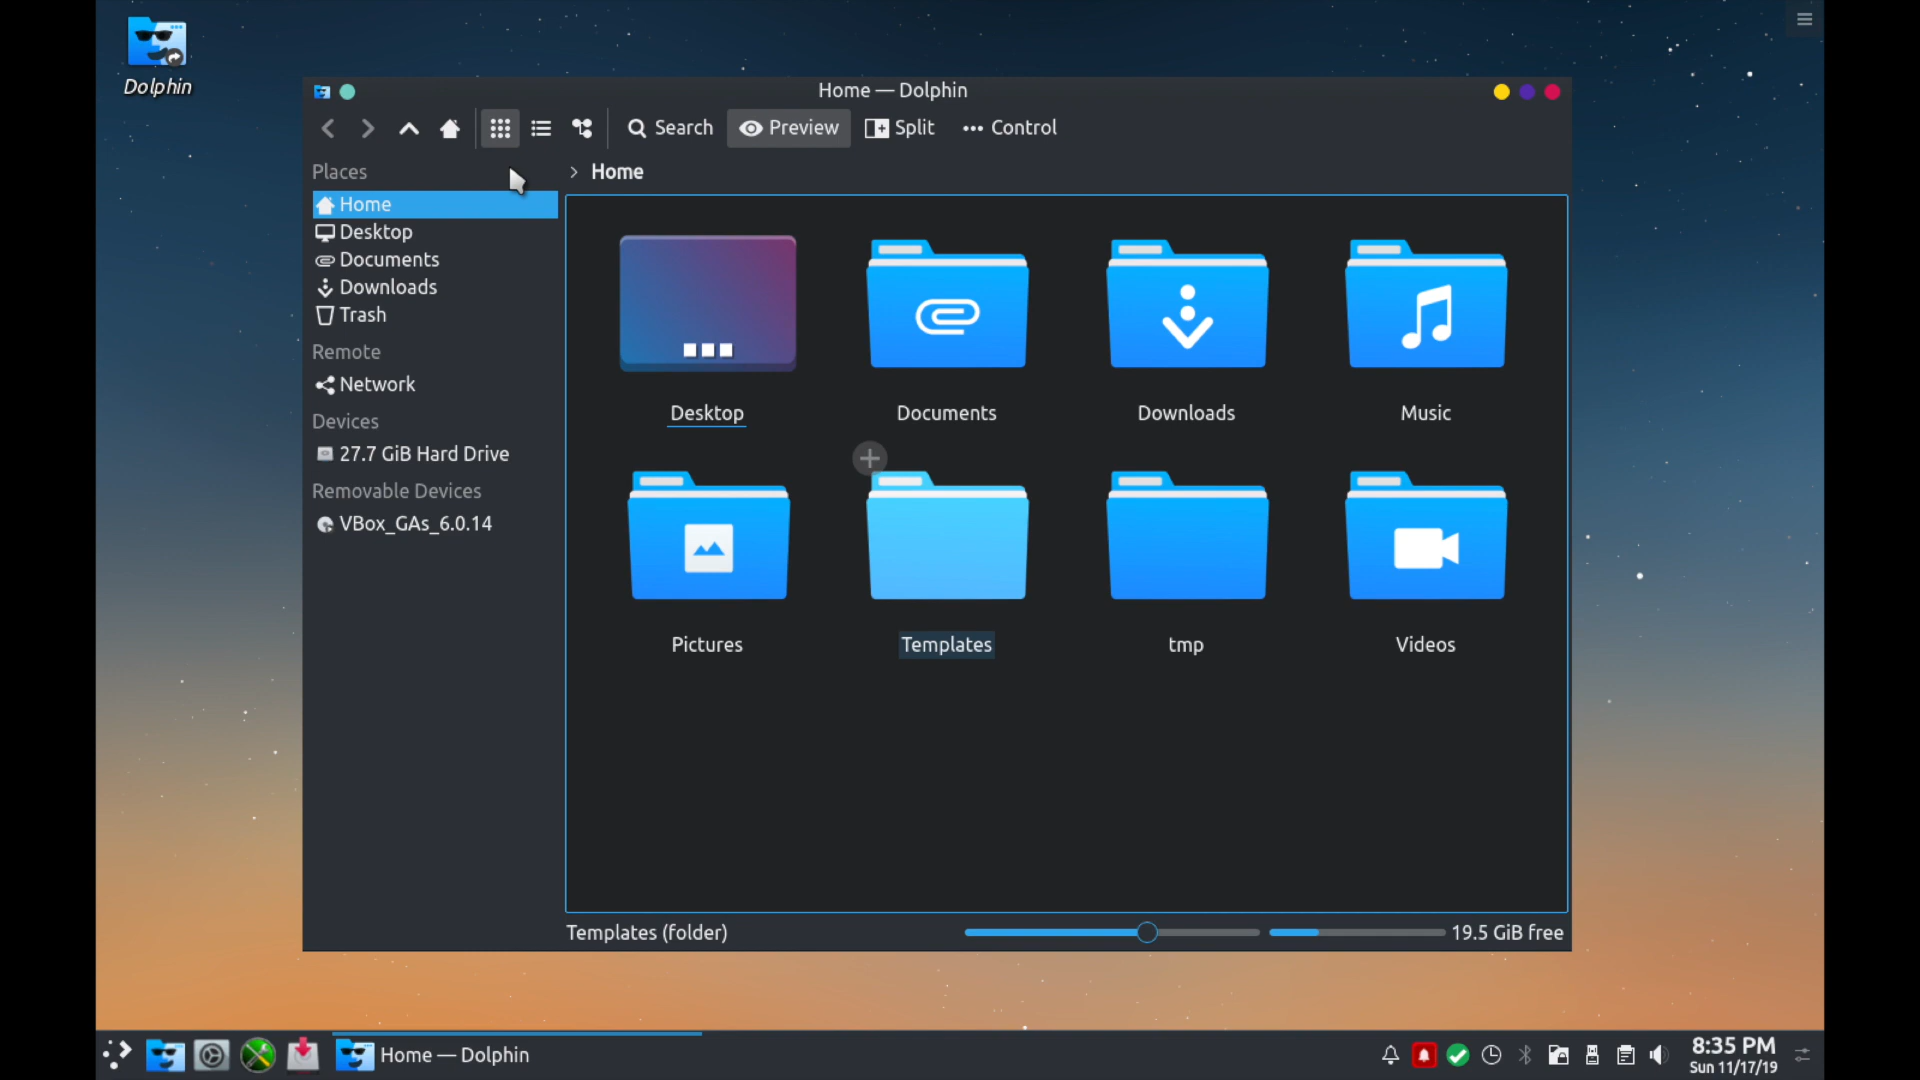 Dolphin
Home — Dolphin
Search
Preview
Split
Control
Places
Home
Home
Desktop
Documents
Downloads
Trash
Remote
Network
Devices
27.7 GiB Hard Drive
Removable Devices
VBox_GAs_6.0.14
Desktop
Documents
Downloads
Music
Pictures
Templates
tmp
Videos
Templates (folder)
19.5 GiB free
Home — Dolphin
8:35 PM
Sun 11/17/19